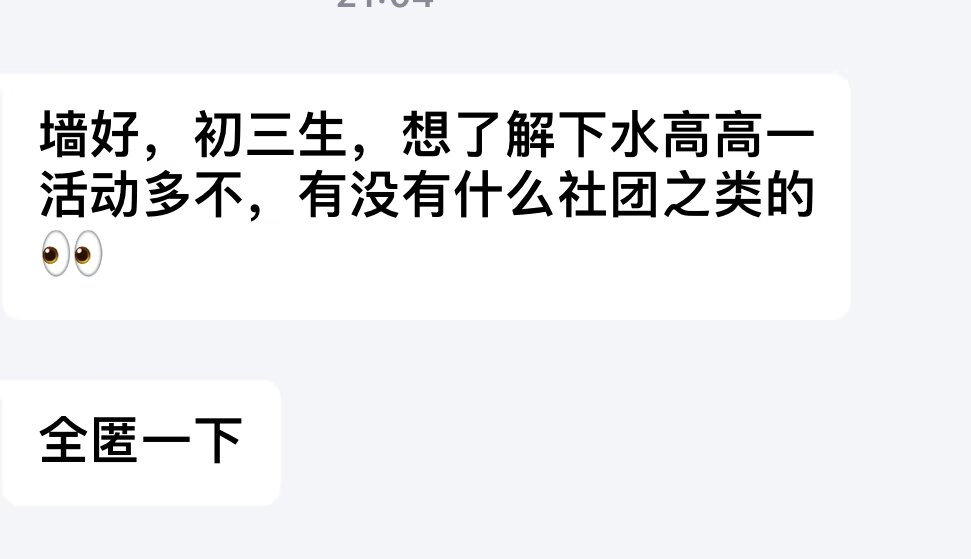 墙好，初三生，想了解下水高高一
活动多不，有没有什么社团之类的
👀
全匿一下